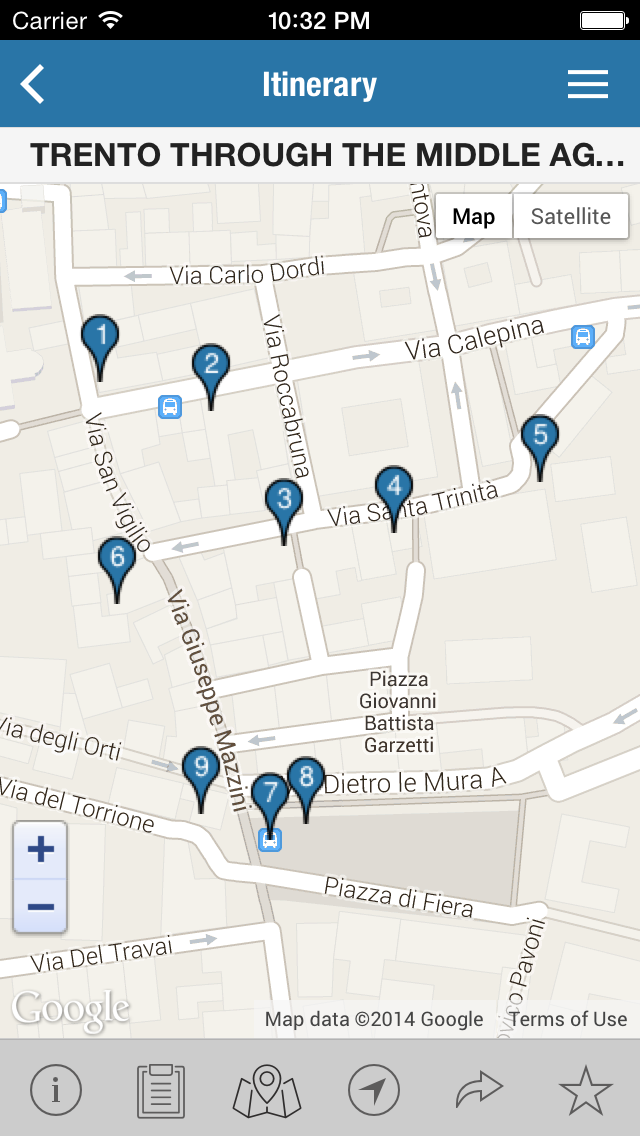 Carrier 10:32 PM
Itinerary
TRENTO THROUGH THE MIDDLE AG...
Map Satellite
ntova
Via Carlo Dordi
Via Calepina
Via Roccabruna
1
2
Via San Vigilio
5
4
3
Via Santa Trinità
6
Via Giuseppe Mazzini
Piazza
Giovanni
Battista
Garzetti
Via degli Orti
9
8
7
Dietro le Mura A
Via del Torrione
+
−
Piazza di Fiera
Via Del Travai
ovico Pavoni
Google
Map data ©2014 Google Terms of Use
i